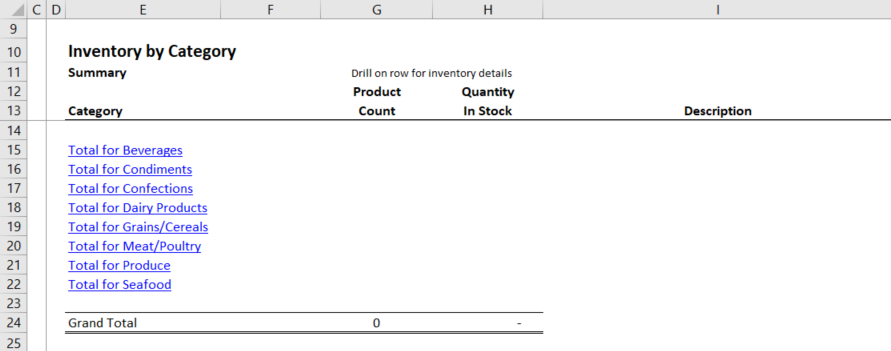 C D E F G H I
9
10 Inventory by Category
11 Summary Drill on row for inventory details
12 Product Quantity
13 Category Count In Stock Description
14
15 Total for Beverages
16 Total for Condiments
17 Total for Confections
18 Total for Dairy Products
19 Total for Grains/Cereals
20 Total for Meat/Poultry
21 Total for Produce
22 Total for Seafood
23
24 Grand Total 0 -
25